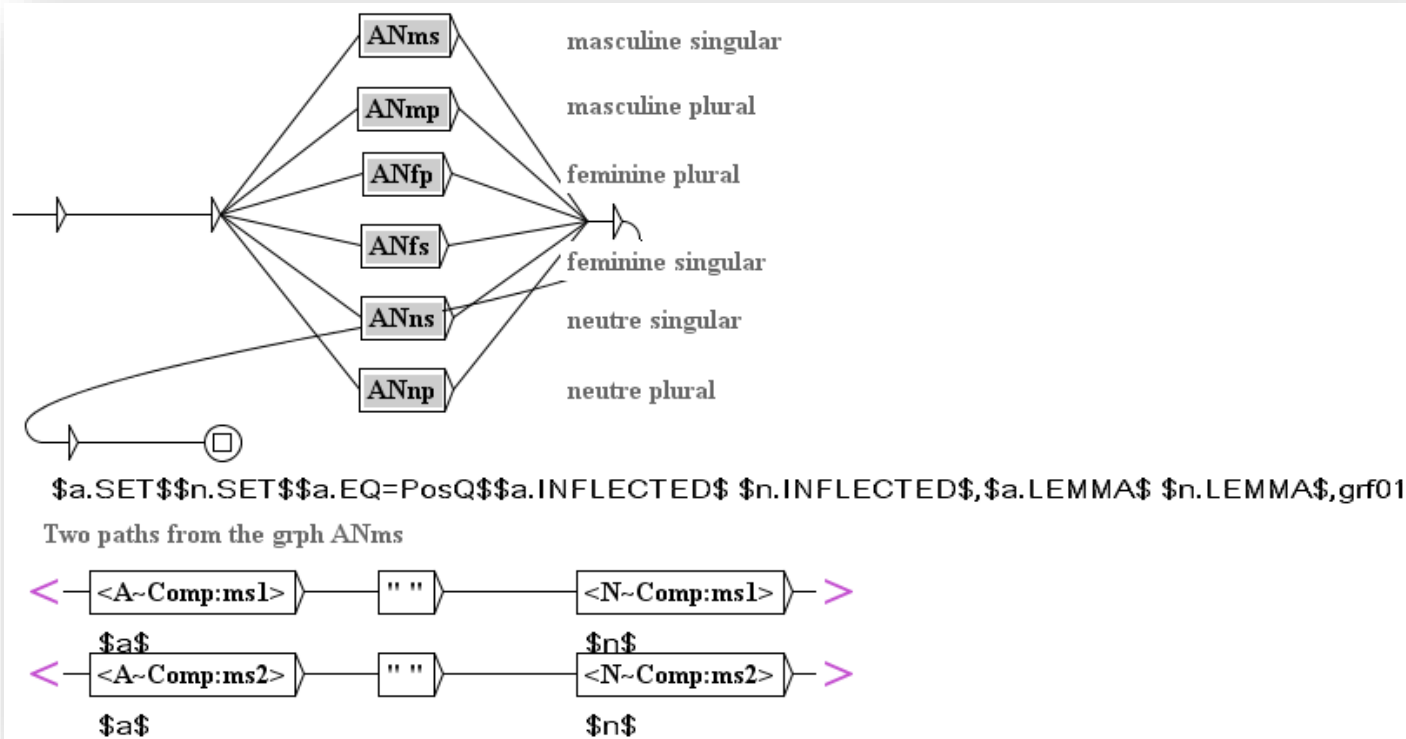 ANms masculine singular
ANmp masculine plural
ANfp feminine plural
ANfs feminine singular
ANns neutre singular
ANnp neutre plural
$a.SET$$n.SET$$a.EQ=PosQ$$a.INFLECTED$ $n.INFLECTED$,$a.LEMMA$ $n.LEMMA$,grf01
Two paths from the grph ANms
<A~Comp:ms1> " " <N~Comp:ms1>
$a$ $n$
<A~Comp:ms2> " " <N~Comp:ms2>
$a$ $n$